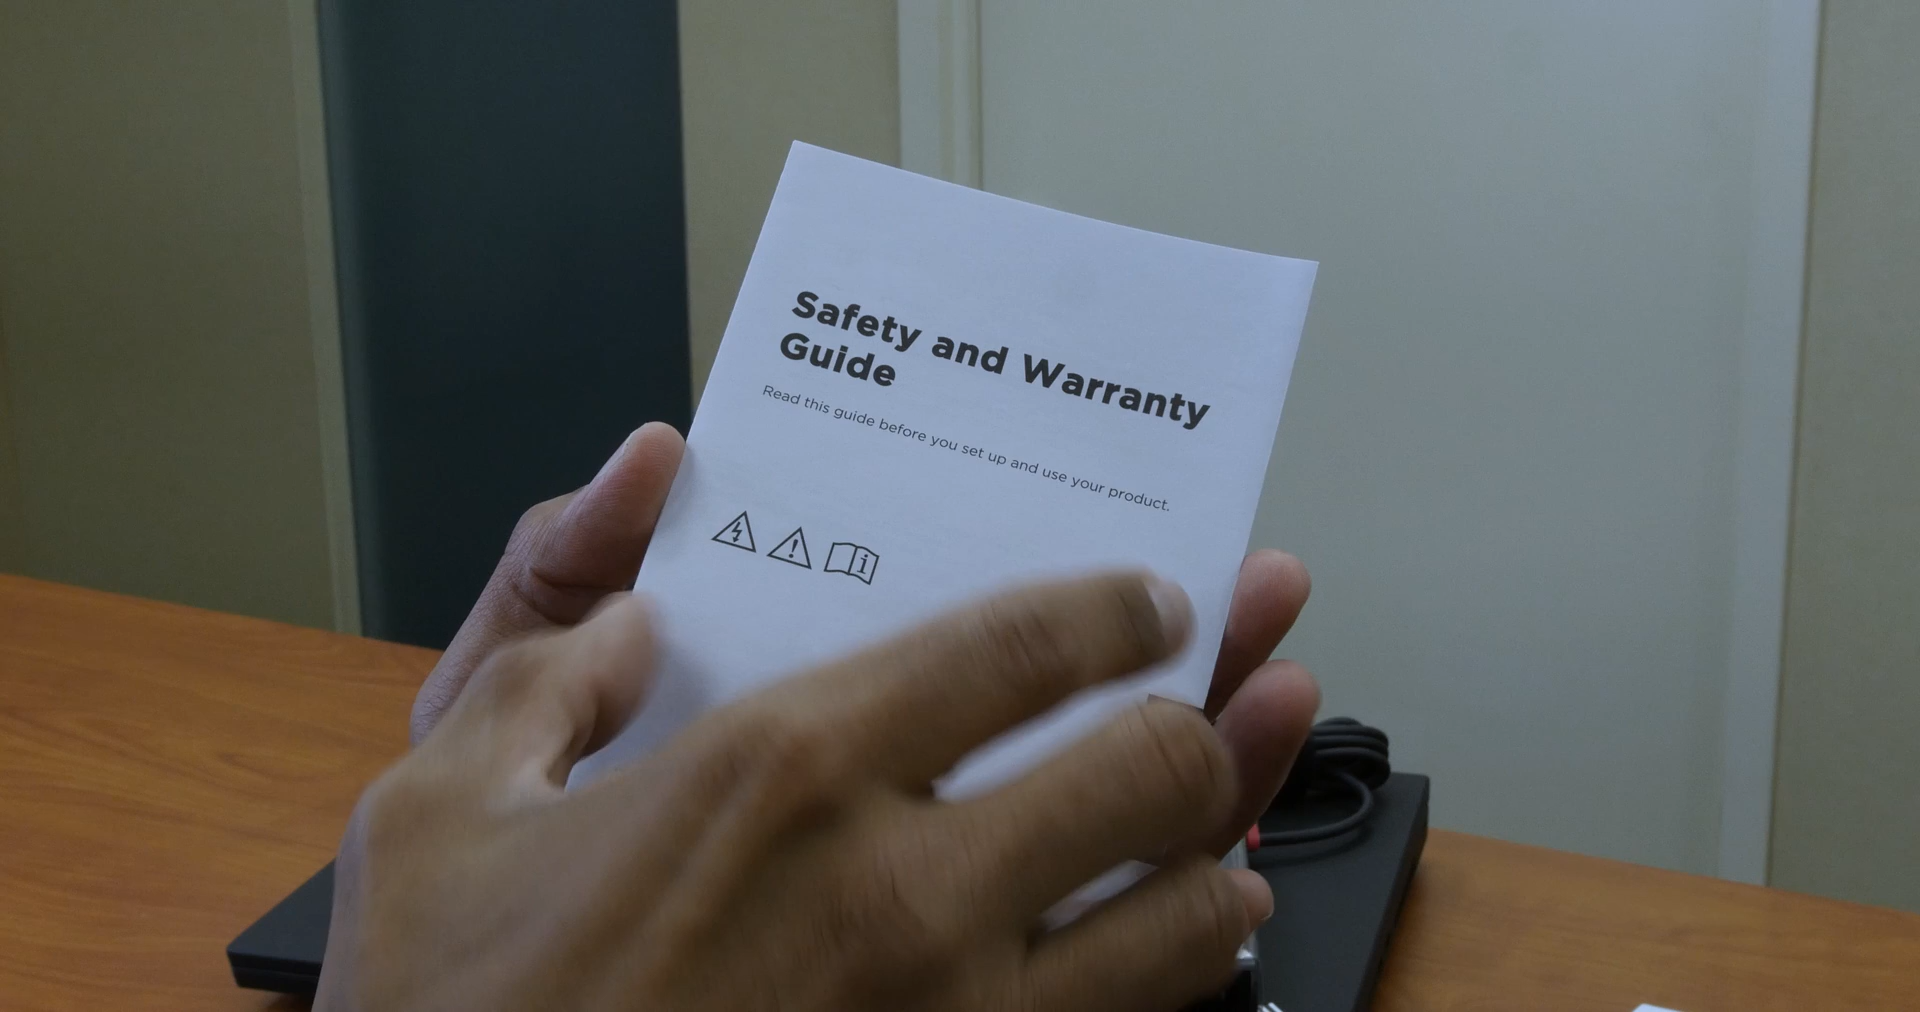 Safety and Warranty
Guide
Read this guide before you set up and use your product.